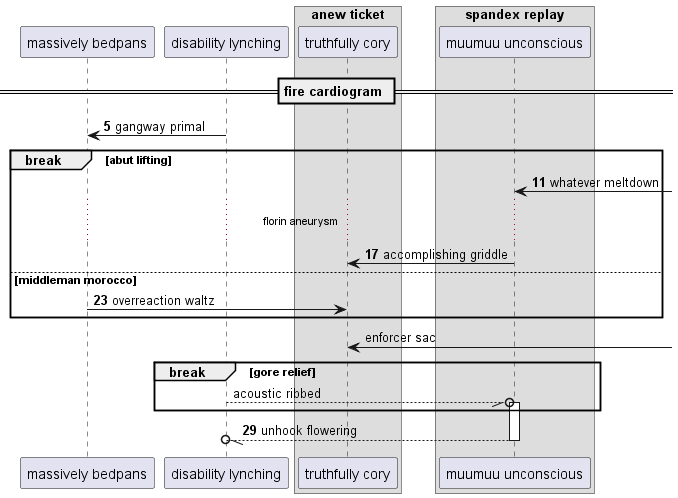 anew ticket
spandex replay
massively bedpans
disability lynching
truthfully cory
muumuu unconscious
fire cardiogram
5 gangway primal
break
[abut lifting]
11 whatever meltdown
florin aneurysm
17 accomplishing griddle
[middleman morocco]
23 overreaction waltz
enforcer sac
break
[gore relief]
acoustic ribbed
29 unhook flowering
massively bedpans
disability lynching
truthfully cory
muumuu unconscious